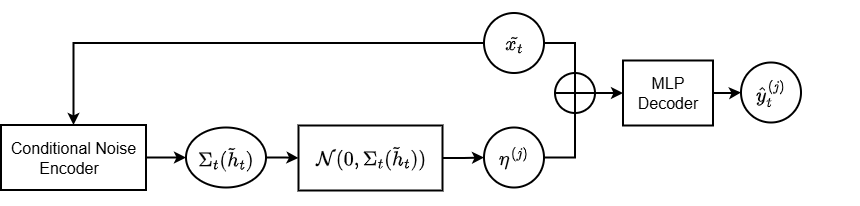 x̃_t
MLP
Decoder
ŷ_t^{(j)}
Conditional Noise
Encoder
Σ_t(h̃_t)
𝒩(0, Σ_t(h̃_t))
η^{(j)}